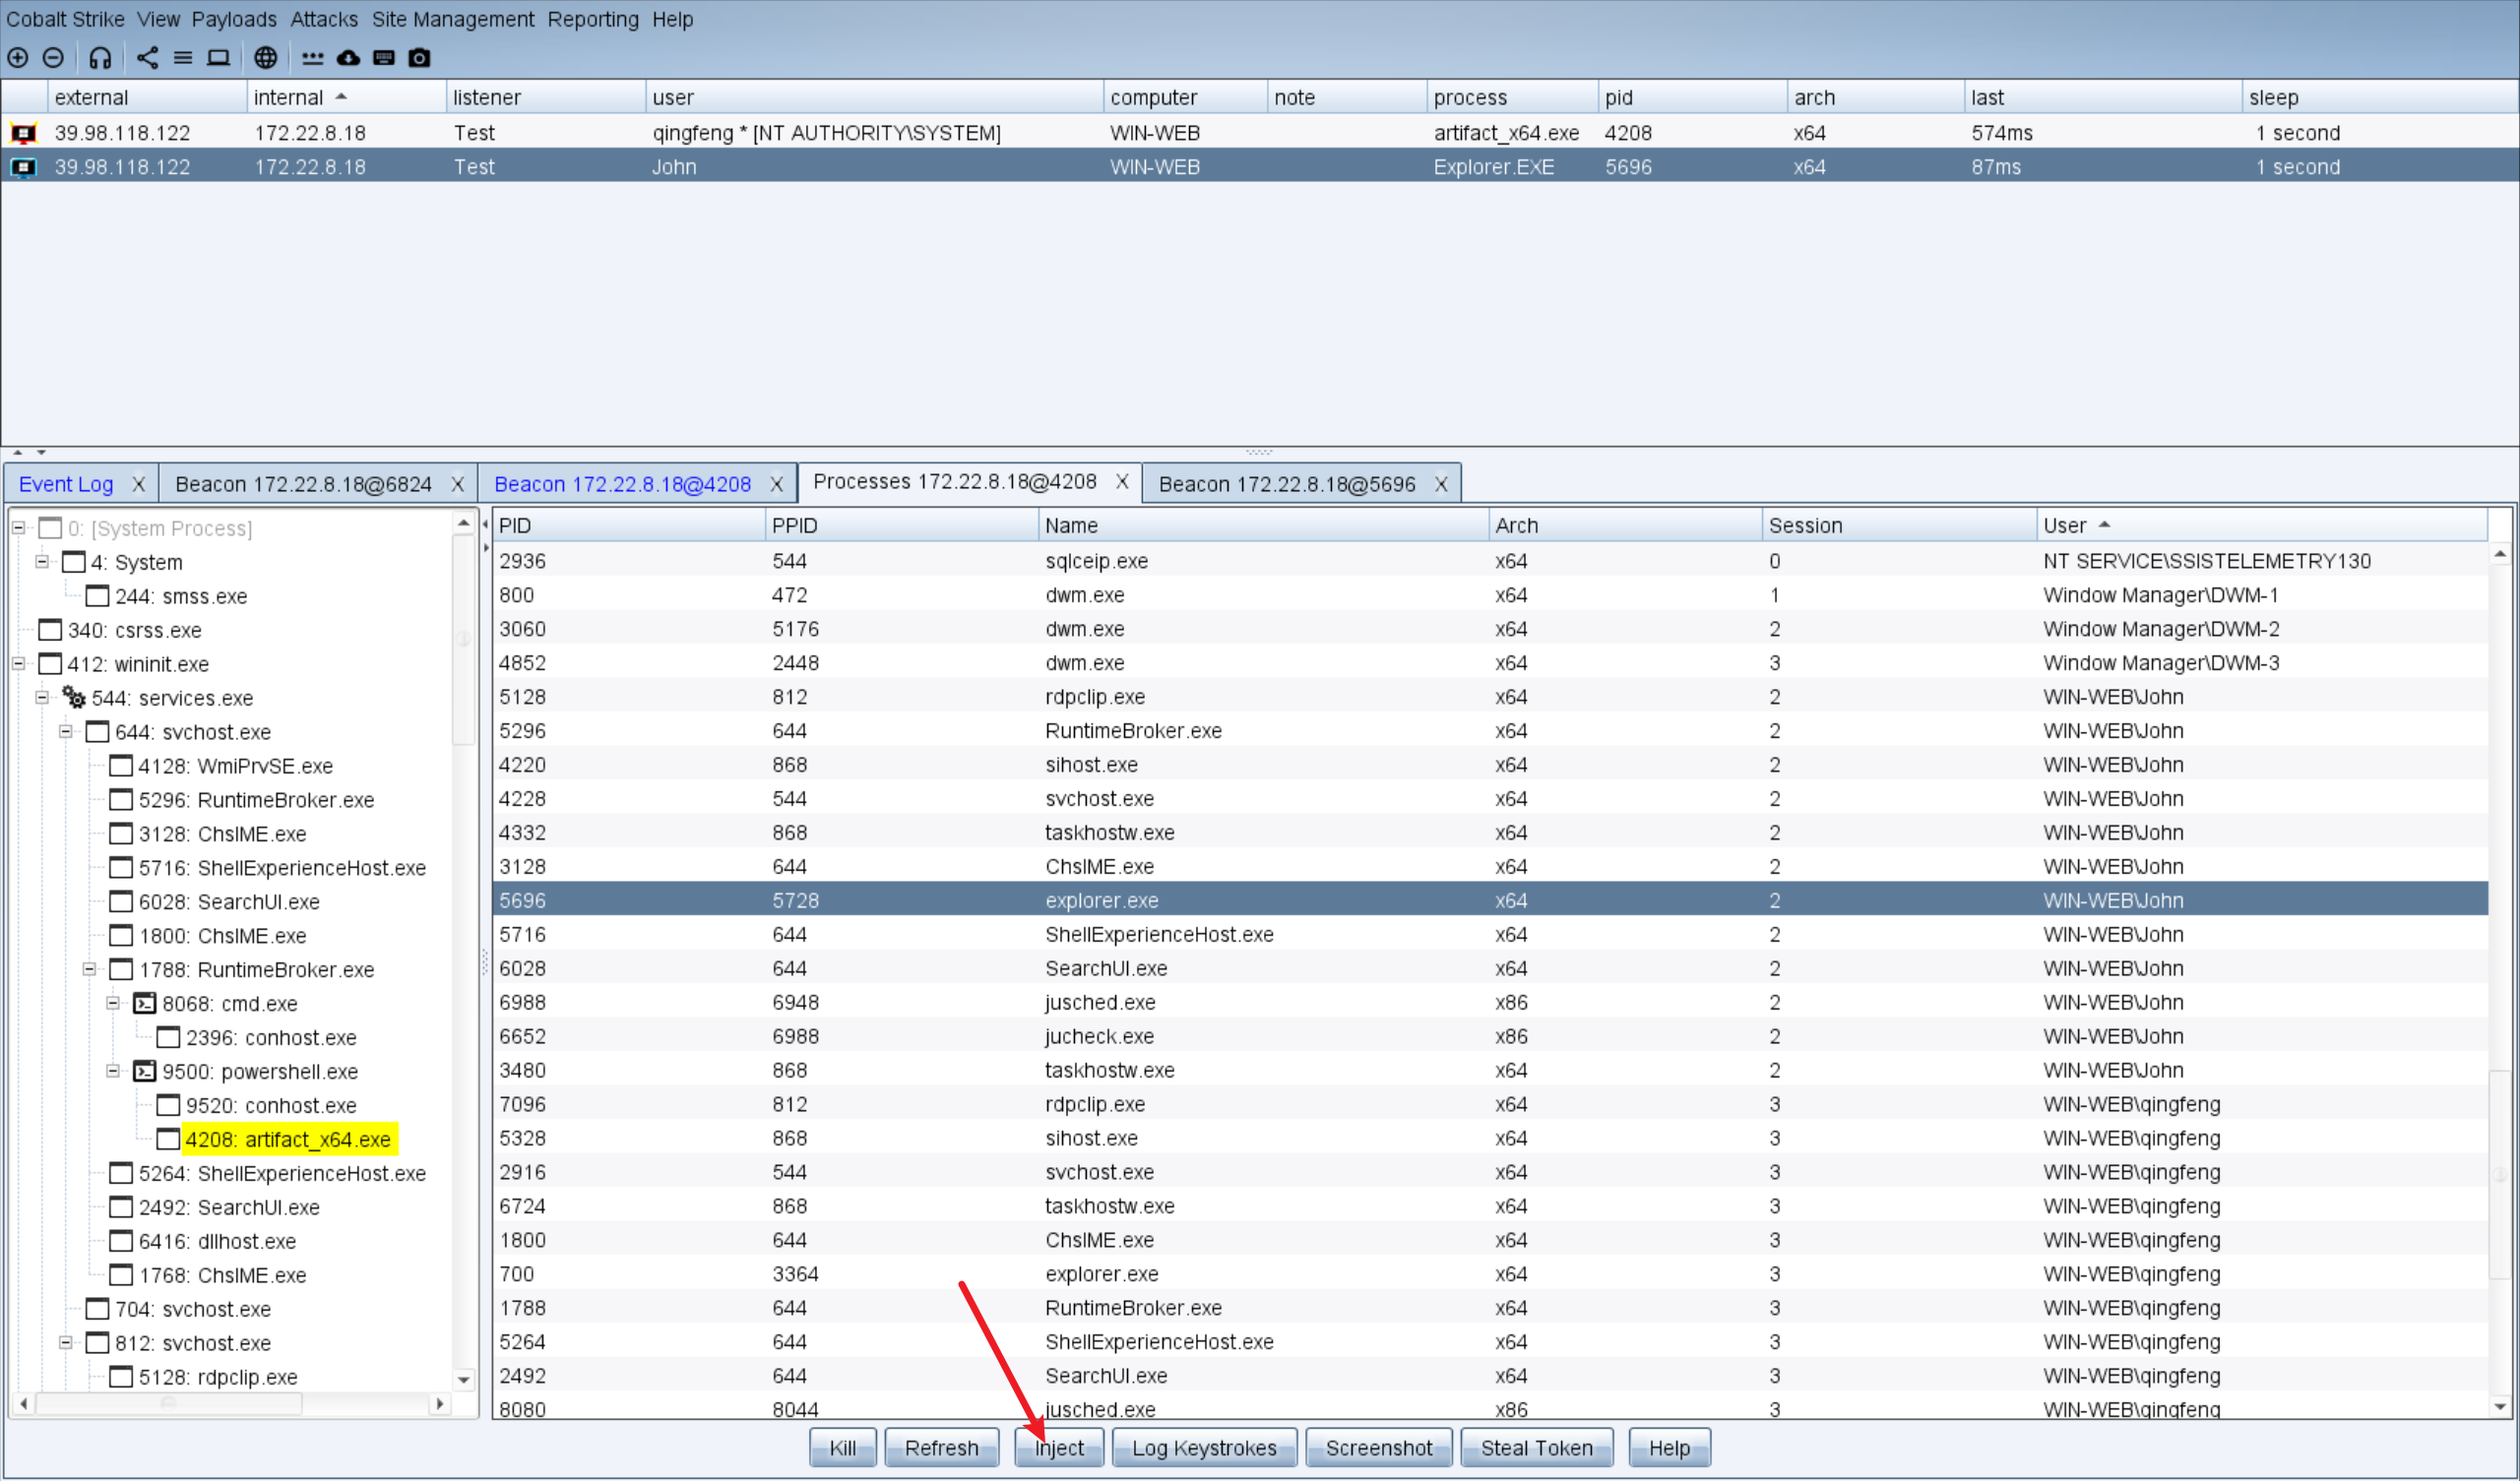 Cobalt Strike View Payloads Attacks Site Management Reporting Help
external internal listener user computer note process pid arch last sleep
39.98.118.122 172.22.8.18 Test qingfeng * [NT AUTHORITY\SYSTEM] WIN-WEB artifact_x64.exe 4208 x64 574ms 1 second
39.98.118.122 172.22.8.18 Test John WIN-WEB Explorer.EXE 5696 x64 87ms 1 second
Event Log X Beacon 172.22.8.18@6824 X Beacon 172.22.8.18@4208 X Processes 172.22.8.18@4208 X Beacon 172.22.8.18@5696 X
0: [System Process]
4: System
244: smss.exe
340: csrss.exe
412: wininit.exe
544: services.exe
644: svchost.exe
4128: WmiPrvSE.exe
5296: RuntimeBroker.exe
3128: ChsIME.exe
5716: ShellExperienceHost.exe
6028: SearchUI.exe
1800: ChsIME.exe
1788: RuntimeBroker.exe
8068: cmd.exe
2396: conhost.exe
9500: powershell.exe
9520: conhost.exe
4208: artifact_x64.exe
5264: ShellExperienceHost.exe
2492: SearchUI.exe
6416: dllhost.exe
1768: ChsIME.exe
704: svchost.exe
812: svchost.exe
5128: rdpclip.exe
PID PPID Name Arch Session User
2936 544 sqlceip.exe x64 0 NT SERVICE\SSISTELEMETRY130
800 472 dwm.exe x64 1 Window Manager\DWM-1
3060 5176 dwm.exe x64 2 Window Manager\DWM-2
4852 2448 dwm.exe x64 3 Window Manager\DWM-3
5128 812 rdpclip.exe x64 2 WIN-WEB\John
5296 644 RuntimeBroker.exe x64 2 WIN-WEB\John
4220 868 sihost.exe x64 2 WIN-WEB\John
4228 544 svchost.exe x64 2 WIN-WEB\John
4332 868 taskhostw.exe x64 2 WIN-WEB\John
3128 644 ChsIME.exe x64 2 WIN-WEB\John
5696 5728 explorer.exe x64 2 WIN-WEB\John
5716 644 ShellExperienceHost.exe x64 2 WIN-WEB\John
6028 644 SearchUI.exe x64 2 WIN-WEB\John
6988 6948 jusched.exe x86 2 WIN-WEB\John
6652 6988 jucheck.exe x86 2 WIN-WEB\John
3480 868 taskhostw.exe x64 2 WIN-WEB\John
7096 812 rdpclip.exe x64 3 WIN-WEB\qingfeng
5328 868 sihost.exe x64 3 WIN-WEB\qingfeng
2916 544 svchost.exe x64 3 WIN-WEB\qingfeng
6724 868 taskhostw.exe x64 3 WIN-WEB\qingfeng
1800 644 ChsIME.exe x64 3 WIN-WEB\qingfeng
700 3364 explorer.exe x64 3 WIN-WEB\qingfeng
1788 644 RuntimeBroker.exe x64 3 WIN-WEB\qingfeng
5264 644 ShellExperienceHost.exe x64 3 WIN-WEB\qingfeng
2492 644 SearchUI.exe x64 3 WIN-WEB\qingfeng
8080 8044 jusched.exe x86 3 WIN-WEB\qingfeng
Kill Refresh Inject Log Keystrokes Screenshot Steal Token Help